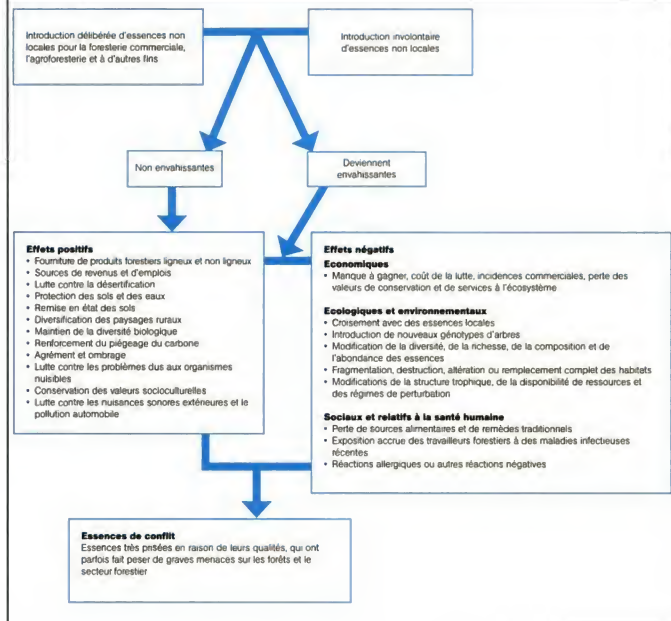 Introduction délibérée d'essences non
locales pour la foresterie commerciale,
l'agroforesterie et à d'autres fins
Introduction involontaire
d'essences non locales
Non envahissantes
Deviennent
envahissantes
Effets positifs
• Fourniture de produits forestiers ligneux et non ligneux
• Sources de revenus et d'emplois
• Lutte contre la désertification
• Protection des sols et des eaux
• Remise en état des sols
• Diversification des paysages ruraux
• Maintien de la diversité biologique
• Renforcement du piégeage du carbone
• Agrément et ombrage
• Lutte contre les problèmes dus aux organismes
nuisibles
• Conservation des valeurs socioculturelles
• Lutte contre les nuisances sonores extérieures et le
pollution automobile
Effets négatifs
Economiques
• Manque à gagner, coût de la lutte, incidences commerciales, perte des
valeurs de conservation et de services à l'écosystème
Ecologiques et environnementaux
• Croisement avec des essences locales
• Introduction de nouveaux génotypes d'arbres
• Modification de la diversité, de la richesse, de la composition et de
l'abondance des essences
• Fragmentation, destruction, altération ou remplacement complet des habitats
• Modifications de la structure trophique, de la disponibilité de ressources et
des régimes de perturbation
Sociaux et relatifs à la santé humaine
• Perte de sources alimentaires et de remèdes traditionnels
• Exposition accrue des travailleurs forestiers à des maladies infectieuses
récentes
• Réactions allergiques ou autres réactions négatives
Essences de conflit
Essences très prisées en raison de leurs qualités, qui ont
parfois fait peser de graves menaces sur les forêts et le
secteur forestier